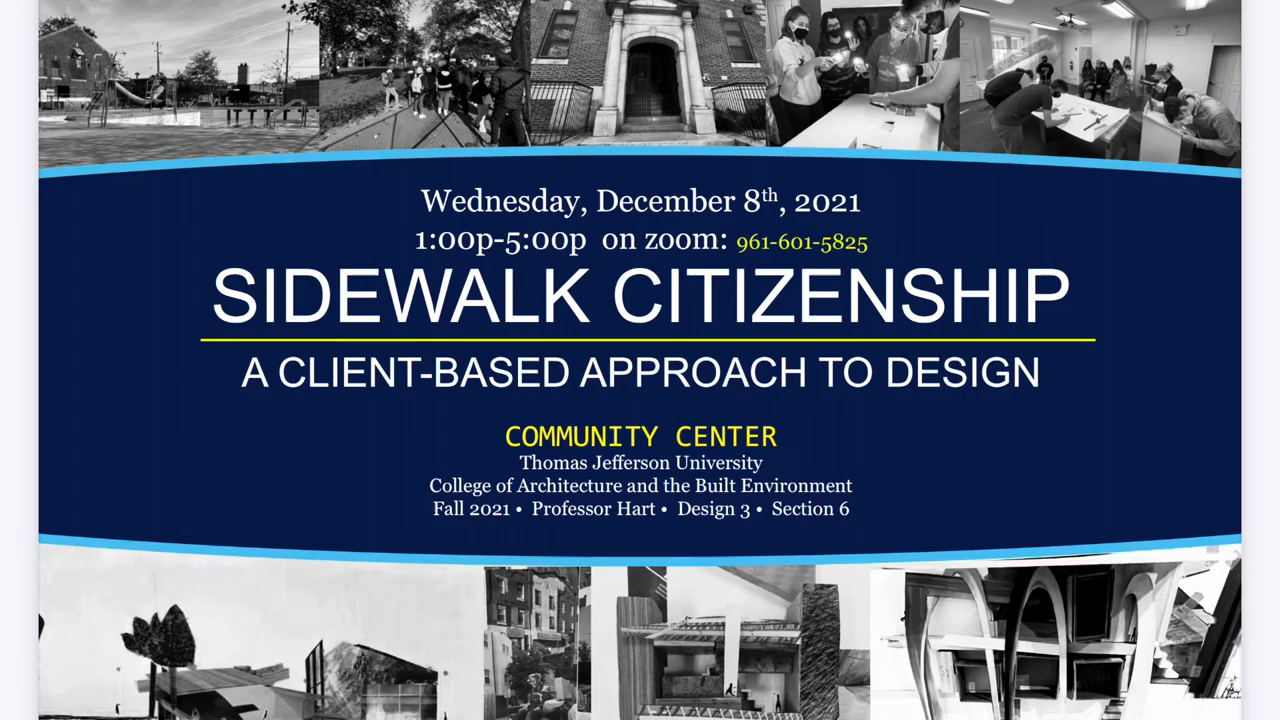 Wednesday, December 8th, 2021
1:00p-5:00p on zoom: 961-601-5825
SIDEWALK CITIZENSHIP
A CLIENT-BASED APPROACH TO DESIGN
COMMUNITY CENTER
Thomas Jefferson University
College of Architecture and the Built Environment
Fall 2021 • Professor Hart • Design 3 • Section 6